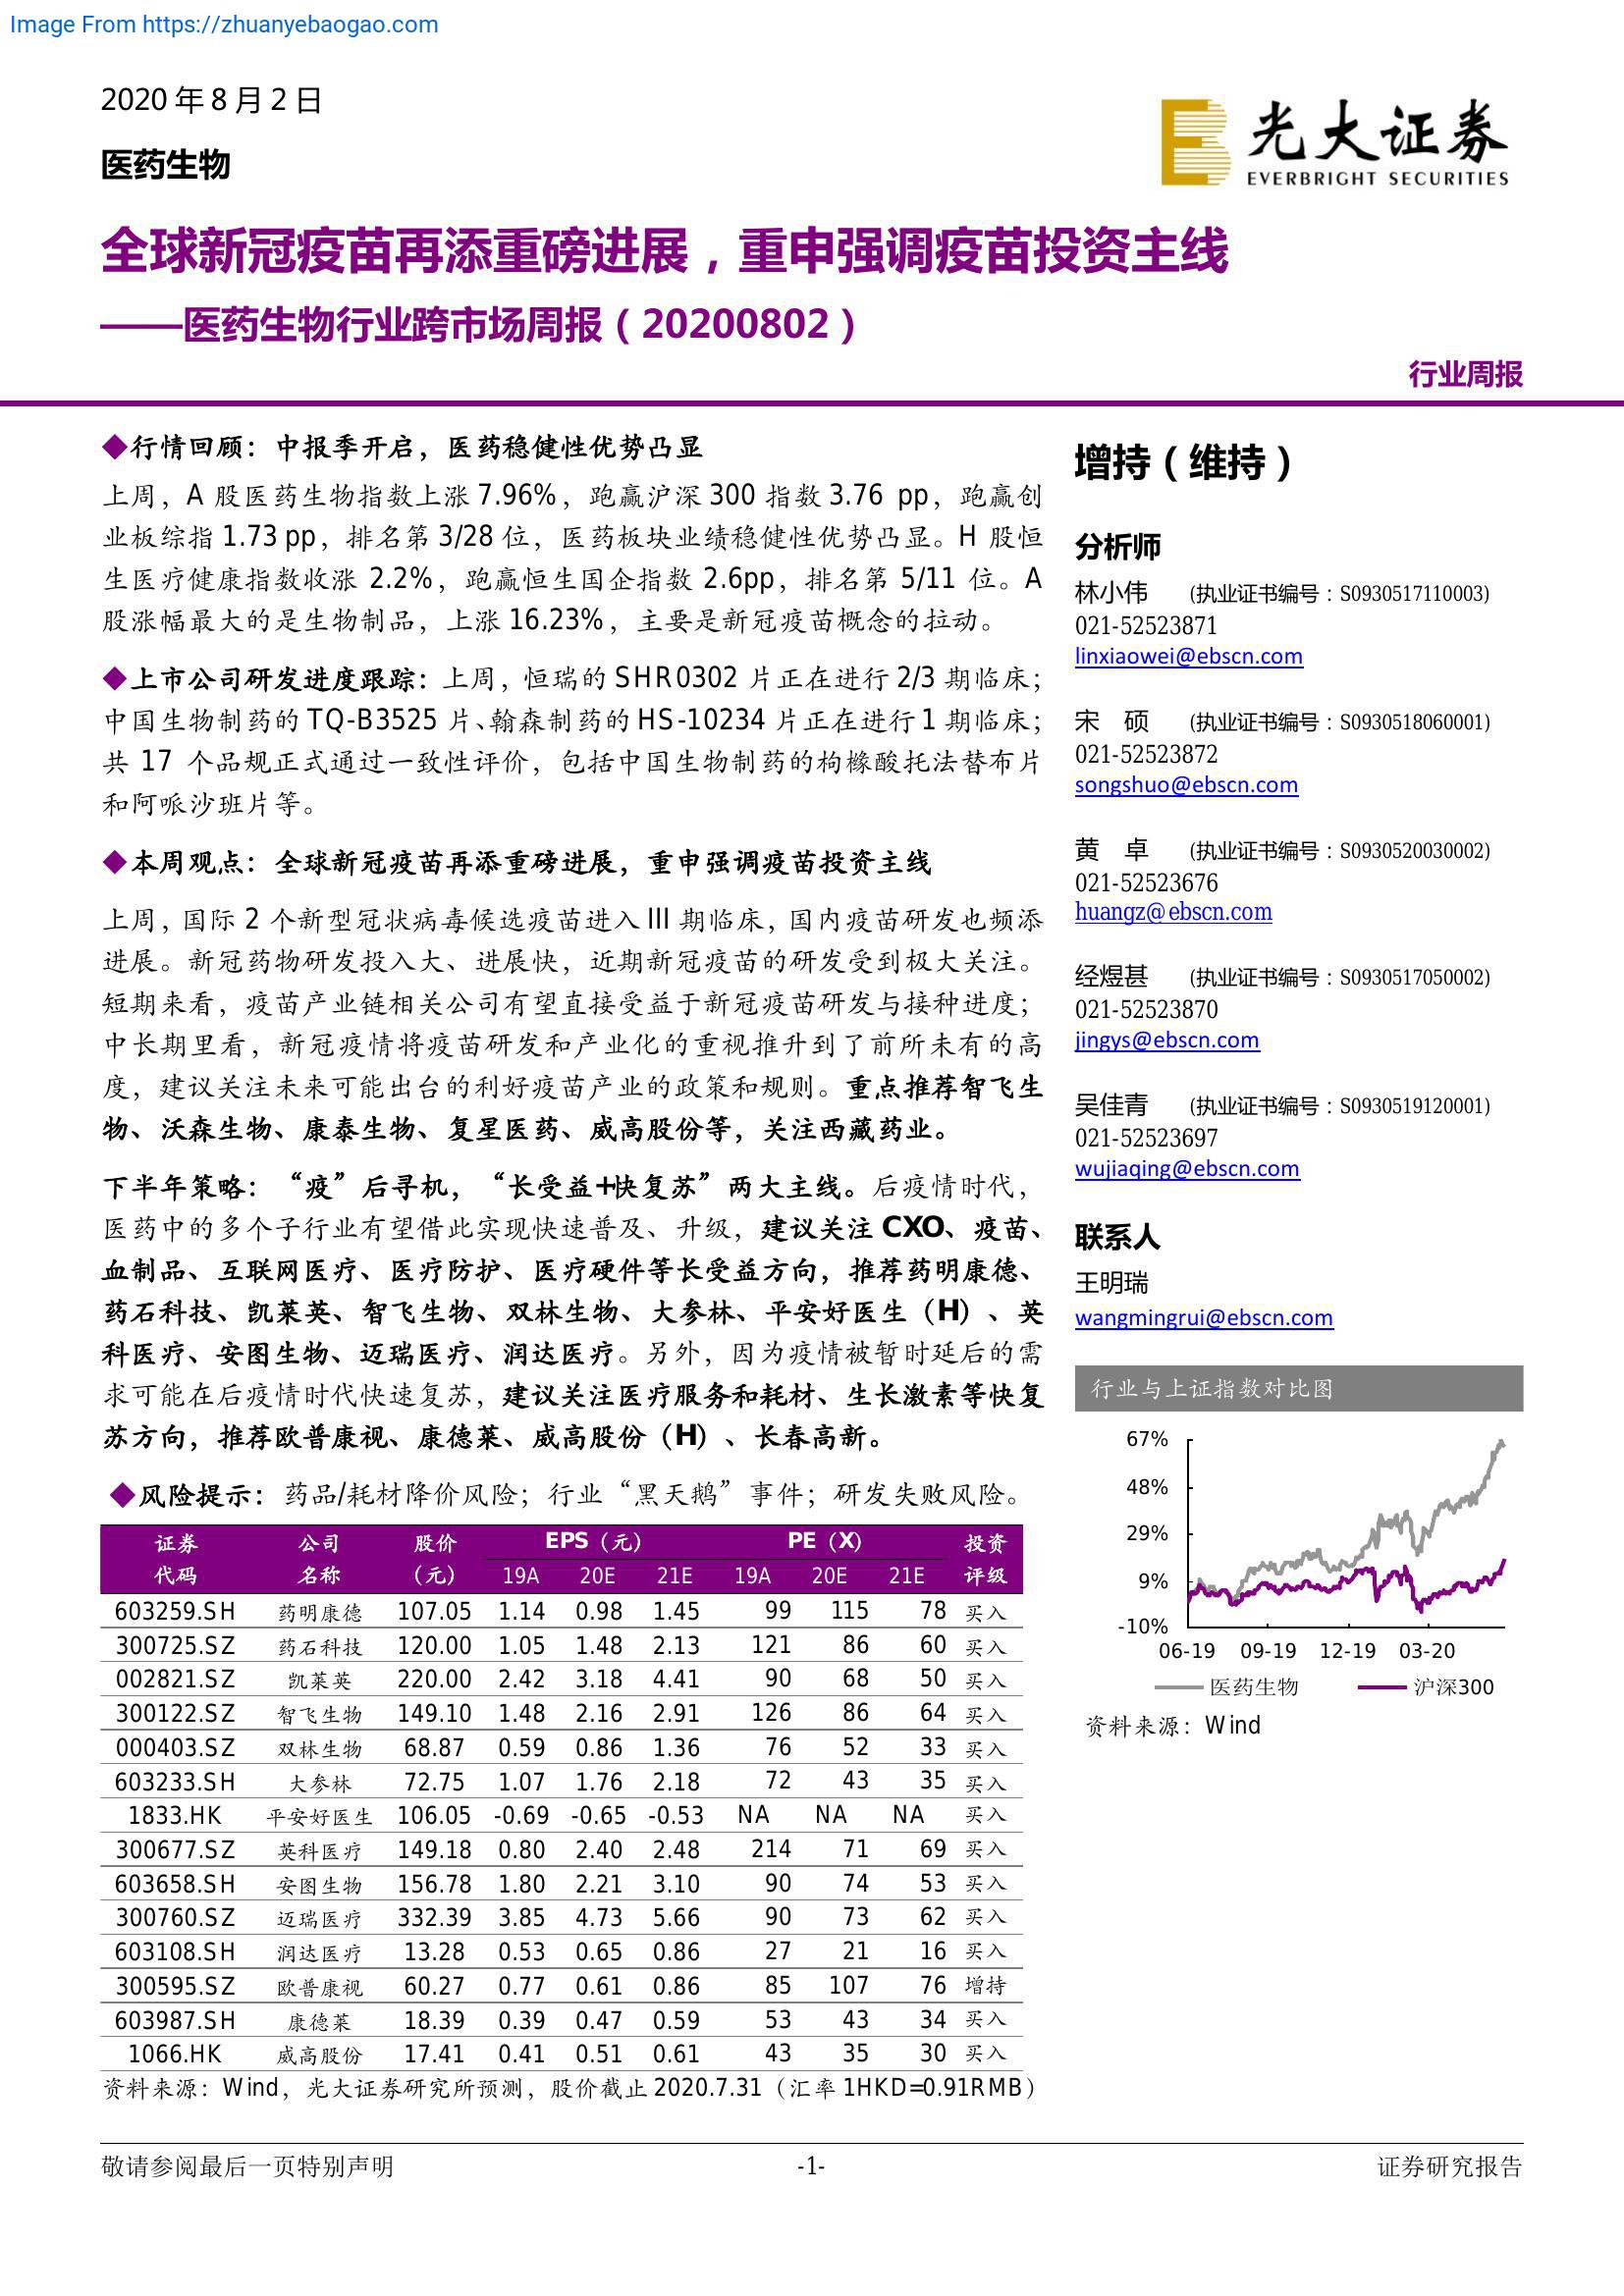 Image From https://zhuanyebaogao.com
2020 年 8 月 2 日
医药生物
光大证券
EVERBRIGHT SECURITIES
全球新冠疫苗再添重磅进展，重申强调疫苗投资主线
——医药生物行业跨市场周报（20200802）
行业周报
◆行情回顾：中报季开启，医药稳健性优势凸显
上周，A 股医药生物指数上涨 7.96%，跑赢沪深 300 指数 3.76 pp，跑赢创
业板综指 1.73 pp，排名第 3/28 位，医药板块业绩稳健性优势凸显。H 股恒
生医疗健康指数收涨 2.2%，跑赢恒生国企指数 2.6pp，排名第 5/11 位。A
股涨幅最大的是生物制品，上涨 16.23%，主要是新冠疫苗概念的拉动。
◆上市公司研发进度跟踪：上周，恒瑞的 SHR0302 片正在进行 2/3 期临床；
中国生物制药的 TQ-B3525 片、翰森制药的 HS-10234 片正在进行 1 期临床；
共 17 个品规正式通过一致性评价，包括中国生物制药的枸橼酸托法替布片
和阿哌沙班片等。
◆本周观点：全球新冠疫苗再添重磅进展，重申强调疫苗投资主线
上周，国际 2 个新型冠状病毒候选疫苗进入 III 期临床，国内疫苗研发也频添
进展。新冠药物研发投入大、进展快，近期新冠疫苗的研发受到极大关注。
短期来看，疫苗产业链相关公司有望直接受益于新冠疫苗研发与接种进度；
中长期里看，新冠疫情将疫苗研发和产业化的重视推升到了前所未有的高
度，建议关注未来可能出台的利好疫苗产业的政策和规则。重点推荐智飞生
物、沃森生物、康泰生物、复星医药、威高股份等，关注西藏药业。
下半年策略：“疫”后寻机，“长受益+快复苏”两大主线。后疫情时代，
医药中的多个子行业有望借此实现快速普及、升级，建议关注 CXO、疫苗、
血制品、互联网医疗、医疗防护、医疗硬件等长受益方向，推荐药明康德、
药石科技、凯莱英、智飞生物、双林生物、大参林、平安好医生（H）、英
科医疗、安图生物、迈瑞医疗、润达医疗。另外，因为疫情被暂时延后的需
求可能在后疫情时代快速复苏，建议关注医疗服务和耗材、生长激素等快复
苏方向，推荐欧普康视、康德莱、威高股份（H）、长春高新。
◆风险提示：药品/耗材降价风险；行业“黑天鹅”事件；研发失败风险。
证券 公司 股价 EPS（元） PE（X） 投资
代码 名称 （元） 19A 20E 21E 19A 20E 21E 评级
603259.SH 药明康德 107.05 1.14 0.98 1.45 99 115 78 买入
300725.SZ 药石科技 120.00 1.05 1.48 2.13 121 86 60 买入
002821.SZ 凯莱英 220.00 2.42 3.18 4.41 90 68 50 买入
300122.SZ 智飞生物 149.10 1.48 2.16 2.91 126 86 64 买入
000403.SZ 双林生物 68.87 0.59 0.86 1.36 76 52 33 买入
603233.SH 大参林 72.75 1.07 1.76 2.18 72 43 35 买入
1833.HK 平安好医生 106.05 -0.69 -0.65 -0.53 NA NA NA 买入
300677.SZ 英科医疗 149.18 0.80 2.40 2.48 214 71 69 买入
603658.SH 安图生物 156.78 1.80 2.21 3.10 90 74 53 买入
300760.SZ 迈瑞医疗 332.39 3.85 4.73 5.66 90 73 62 买入
603108.SH 润达医疗 13.28 0.53 0.65 0.86 27 21 16 买入
300595.SZ 欧普康视 60.27 0.77 0.61 0.86 85 107 76 增持
603987.SH 康德莱 18.39 0.39 0.47 0.59 53 43 34 买入
1066.HK 威高股份 17.41 0.41 0.51 0.61 43 35 30 买入
资料来源：Wind，光大证券研究所预测，股价截止 2020.7.31（汇率 1HKD=0.91RMB）
增持（维持）
分析师
林小伟 (执业证书编号：S0930517110003)
021-52523871
linxiaowei@ebscn.com
宋 硕 (执业证书编号：S0930518060001)
021-52523872
songshuo@ebscn.com
黄 卓 (执业证书编号：S0930520030002)
021-52523676
huangz@ebscn.com
经煜甚 (执业证书编号：S0930517050002)
021-52523870
jingys@ebscn.com
吴佳青 (执业证书编号：S0930519120001)
021-52523697
wujiaqing@ebscn.com
联系人
王明瑞
wangmingrui@ebscn.com
行业与上证指数对比图
67%
48%
29%
9%
-10%
06-19 09-19 12-19 03-20
医药生物 沪深300
资料来源：Wind
敬请参阅最后一页特别声明 -1- 证券研究报告